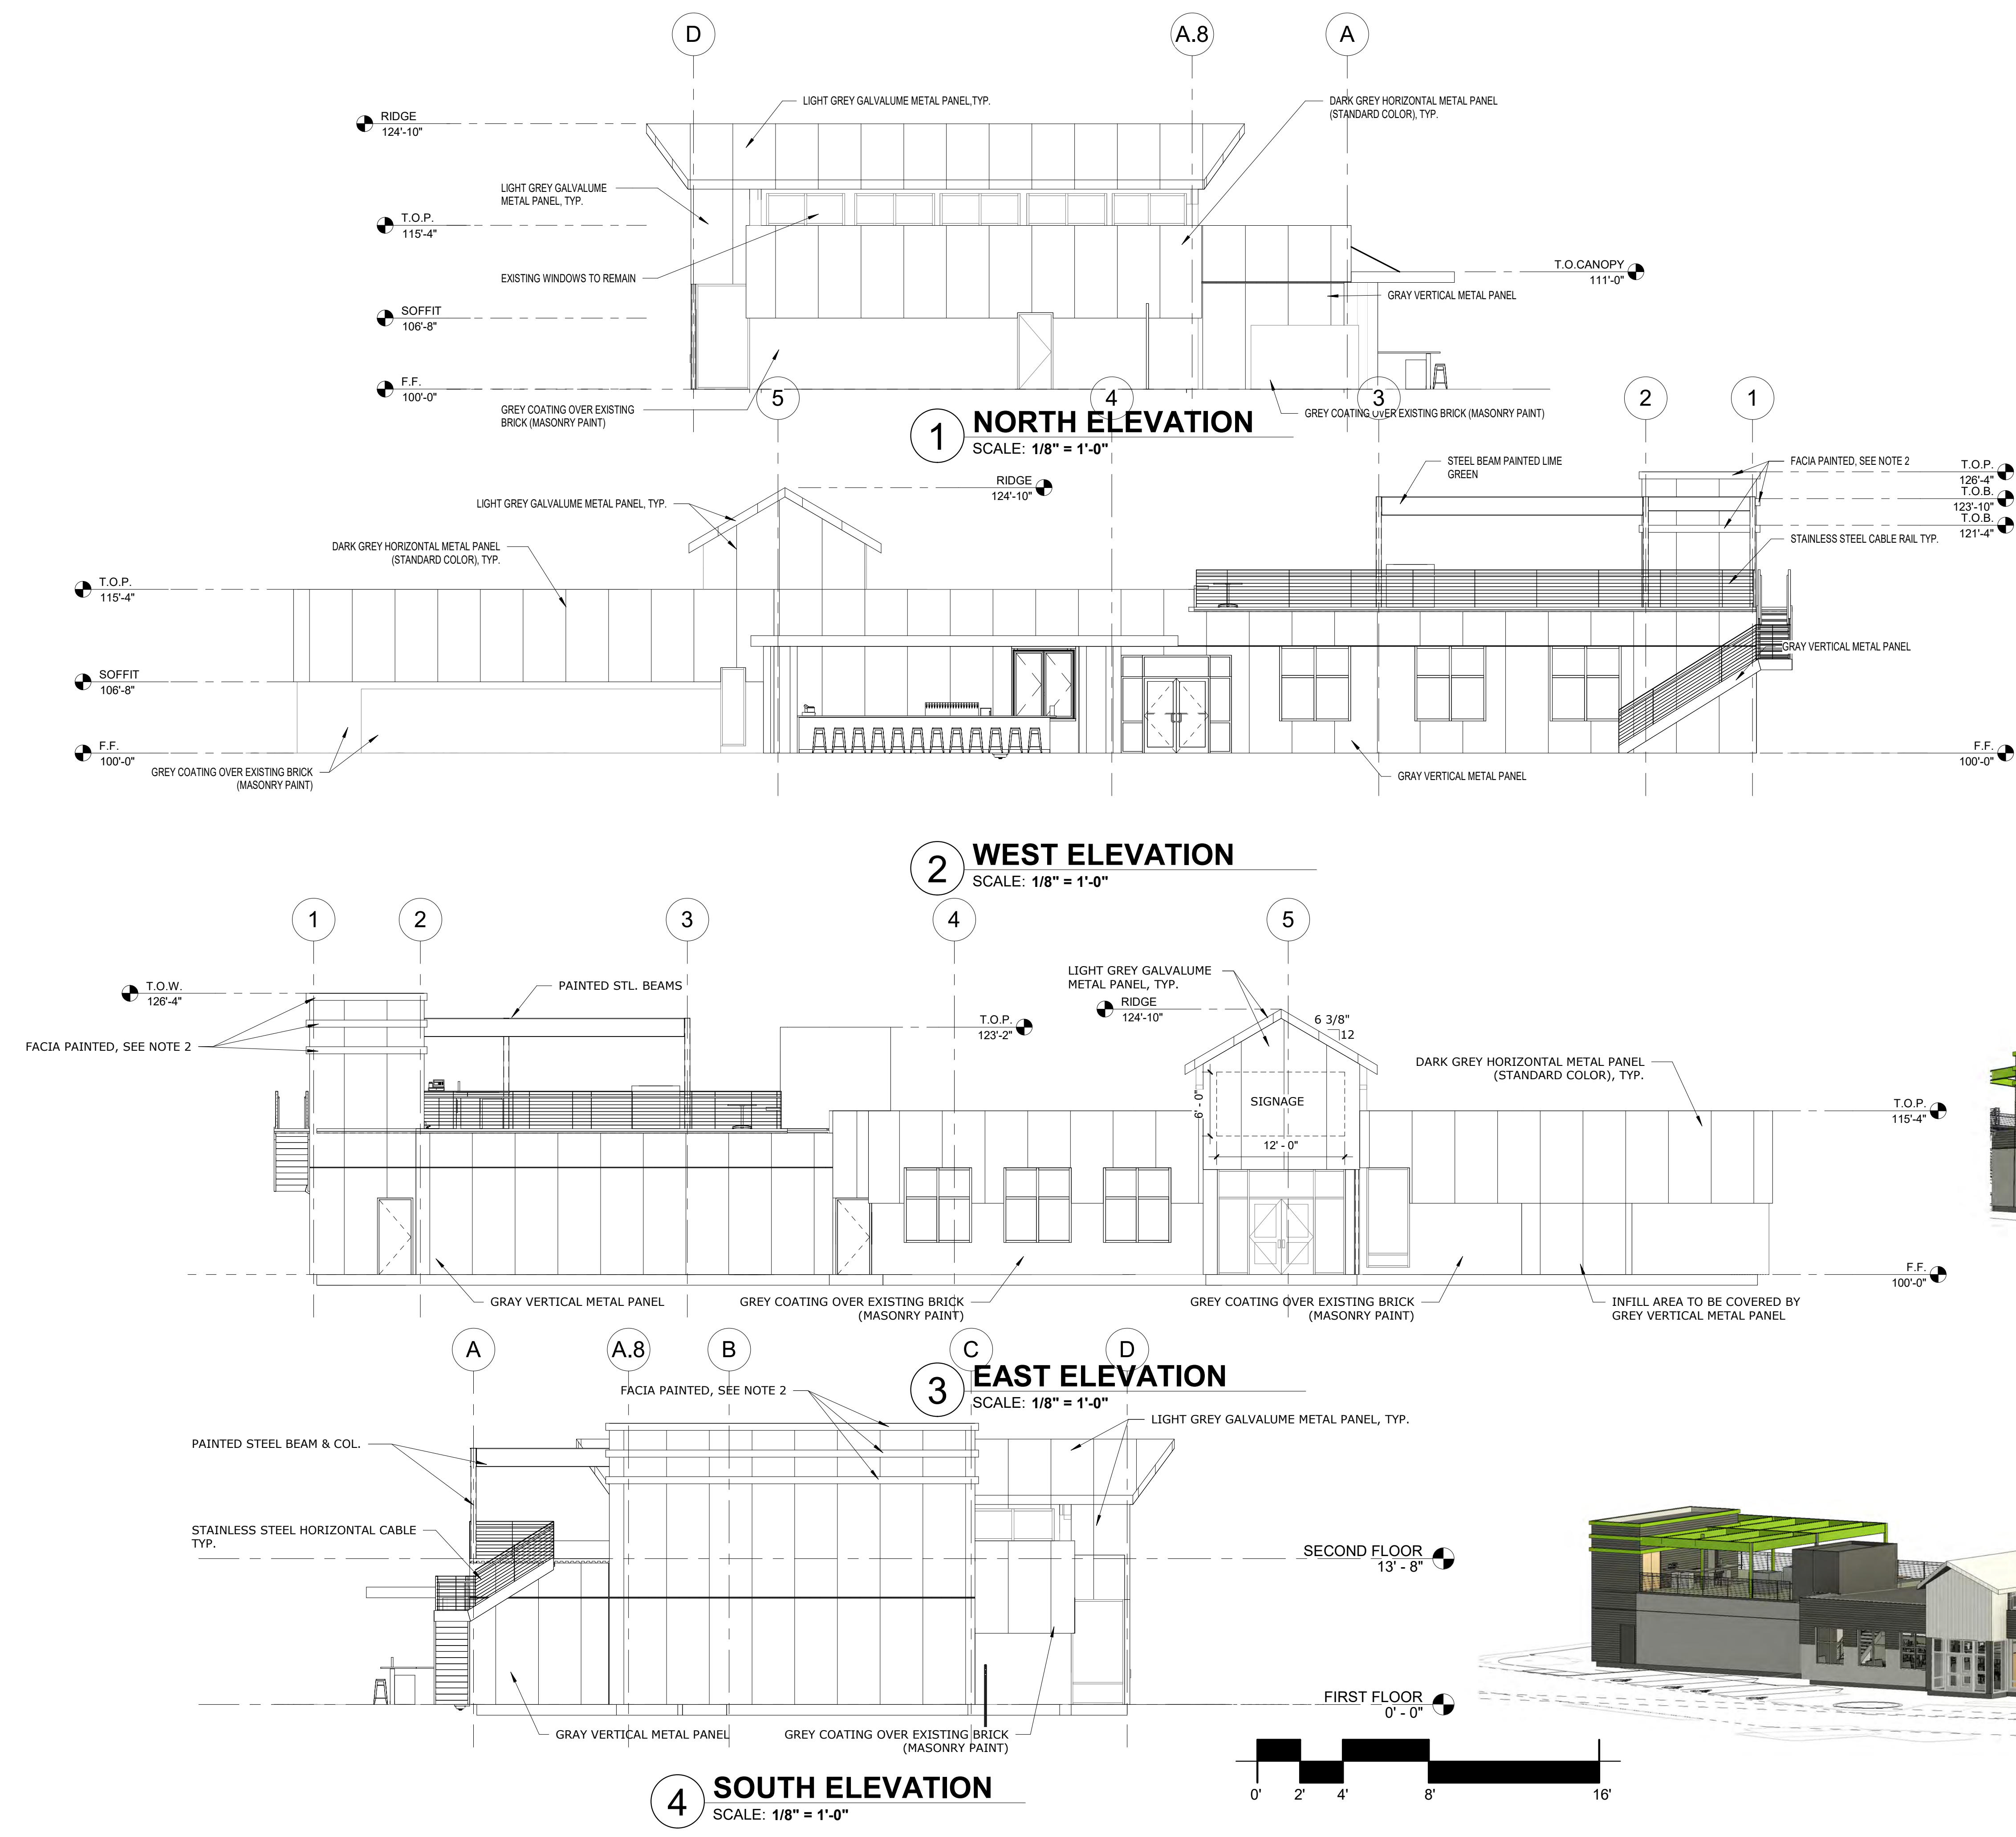 D
A.8
A
LIGHT GREY GALVALUME METAL PANEL,TYP.
DARK GREY HORIZONTAL METAL PANEL
(STANDARD COLOR), TYP.
RIDGE
124'-10"
LIGHT GREY GALVALUME
METAL PANEL, TYP.
T.O.P.
115'-4"
EXISTING WINDOWS TO REMAIN
T.O.CANOPY
111'-0"
GRAY VERTICAL METAL PANEL
SOFFIT
106'-8"
F.F.
100'-0"
GREY COATING OVER EXISTING
BRICK (MASONRY PAINT)
GREY COATING OVER EXISTING BRICK (MASONRY PAINT)
1
NORTH ELEVATION
SCALE: 1/8" = 1'-0"
5
4
3
2
1
STEEL BEAM PAINTED LIME
GREEN
FACIA PAINTED, SEE NOTE 2
T.O.P.
126'-4"
T.O.B.
123'-10"
T.O.B.
121'-4"
RIDGE
124'-10"
LIGHT GREY GALVALUME METAL PANEL, TYP.
STAINLESS STEEL CABLE RAIL TYP.
DARK GREY HORIZONTAL METAL PANEL
(STANDARD COLOR), TYP.
T.O.P.
115'-4"
GRAY VERTICAL METAL PANEL
SOFFIT
106'-8"
F.F.
100'-0"
F.F.
100'-0"
GREY COATING OVER EXISTING BRICK
(MASONRY PAINT)
GRAY VERTICAL METAL PANEL
2
WEST ELEVATION
SCALE: 1/8" = 1'-0"
1
2
3
4
5
T.O.W.
126'-4"
PAINTED STL. BEAMS
LIGHT GREY GALVALUME
METAL PANEL, TYP.
RIDGE
124'-10"
6 3/8"
12
T.O.P.
123'-2"
FACIA PAINTED, SEE NOTE 2
DARK GREY HORIZONTAL METAL PANEL
(STANDARD COLOR), TYP.
SIGNAGE
6' - 0"
12' - 0"
T.O.P.
115'-4"
F.F.
100'-0"
GRAY VERTICAL METAL PANEL
GREY COATING OVER EXISTING BRICK
(MASONRY PAINT)
GREY COATING OVER EXISTING BRICK
(MASONRY PAINT)
INFILL AREA TO BE COVERED BY
GREY VERTICAL METAL PANEL
3
EAST ELEVATION
SCALE: 1/8" = 1'-0"
A
A.8
B
C
D
FACIA PAINTED, SEE NOTE 2
LIGHT GREY GALVALUME METAL PANEL, TYP.
PAINTED STEEL BEAM & COL.
STAINLESS STEEL HORIZONTAL CABLE
TYP.
SECOND FLOOR
13' - 8"
FIRST FLOOR
0' - 0"
GRAY VERTICAL METAL PANEL
GREY COATING OVER EXISTING BRICK
(MASONRY PAINT)
4
SOUTH ELEVATION
SCALE: 1/8" = 1'-0"
0'
2'
4'
8'
16'